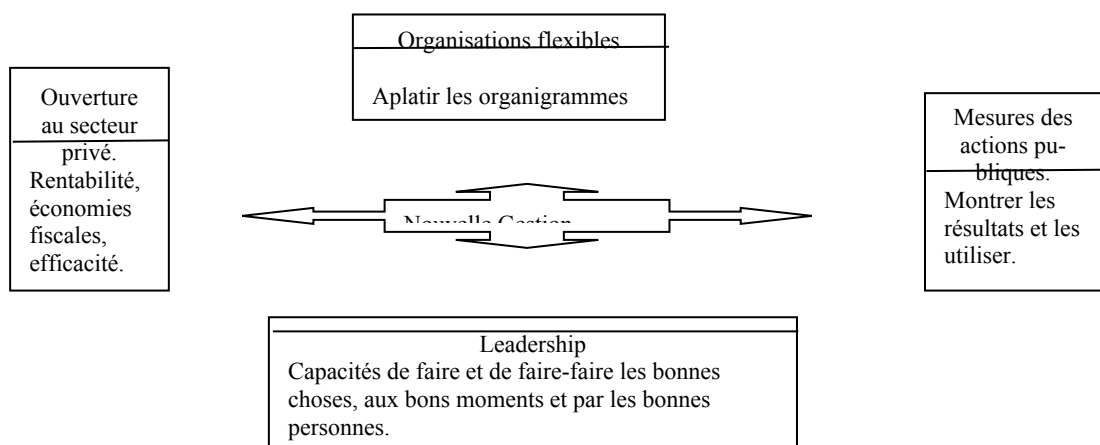 Organisations flexibles
Aplatir les organigrammes
Ouverture
au secteur
privé.
Rentabilité,
économies
fiscales,
efficacité.
Nouvelle Gestion
Mesures des
actions pu-
bliques.
Montrer les
résultats et les
utiliser.
Leadership
Capacités de faire et de faire-faire les bonnes
choses, aux bons moments et par les bonnes
personnes.